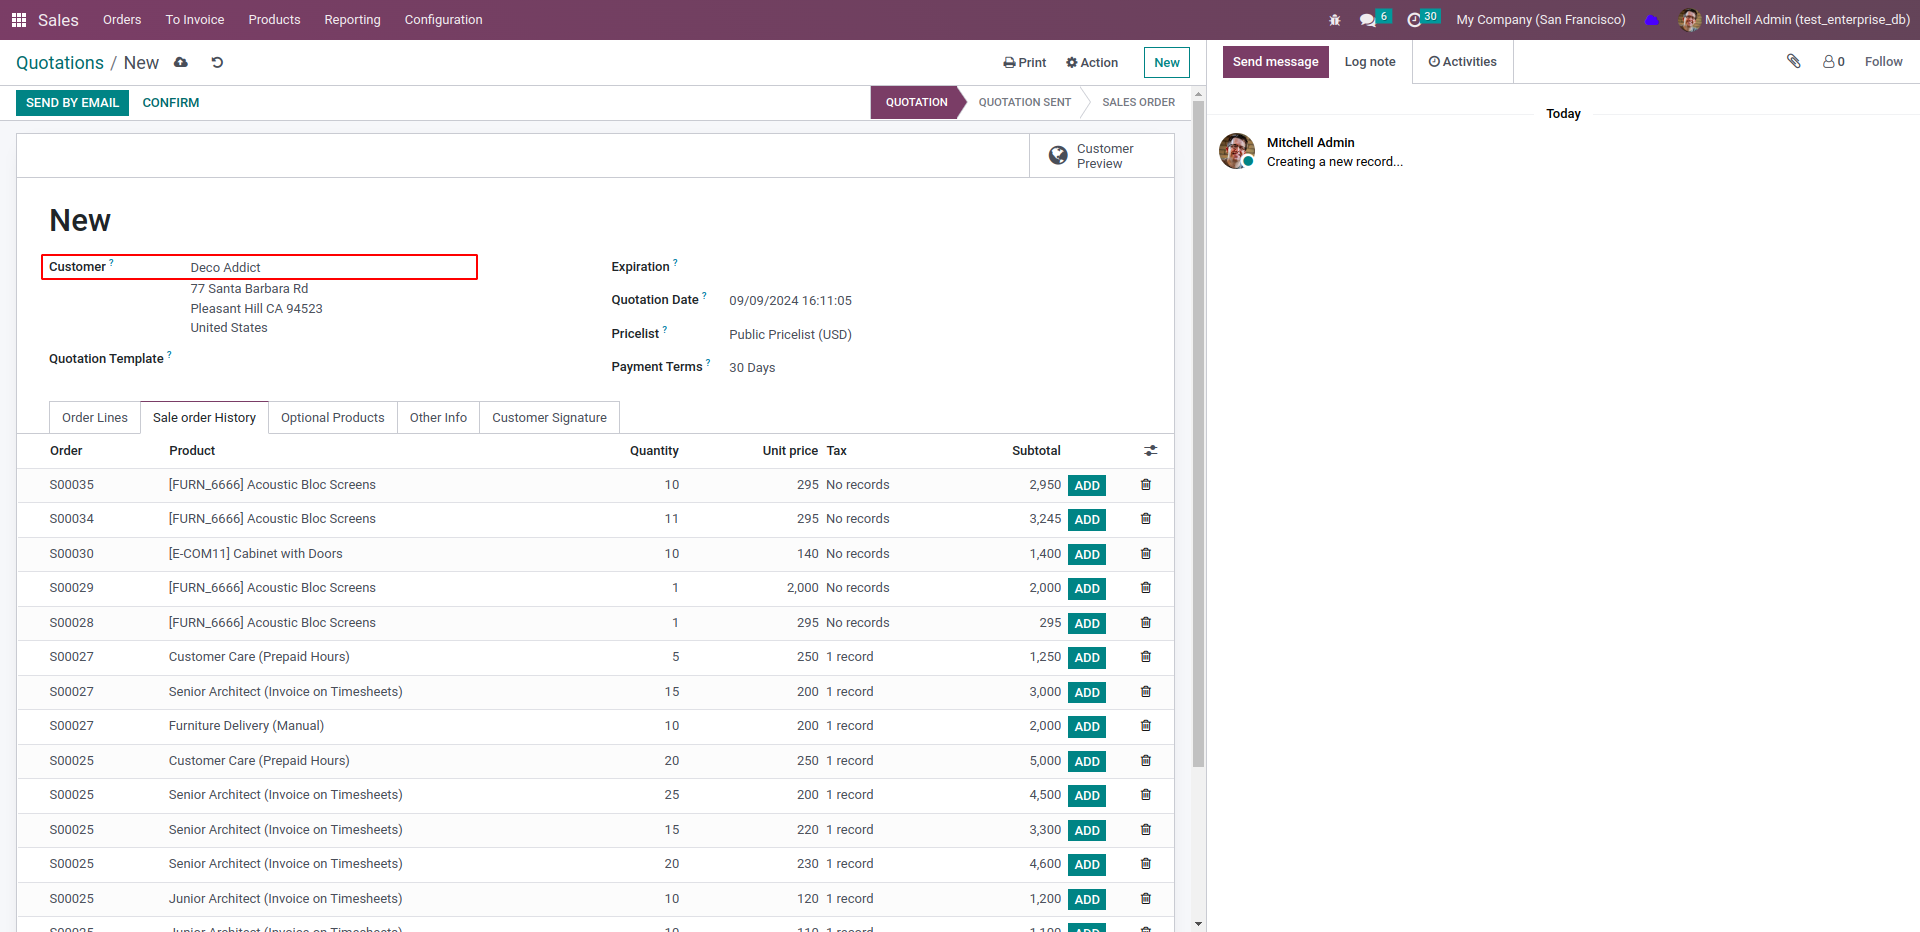 Sales Orders To Invoice Products Reporting Configuration 6 30 My Company (San Francisco) Mitchell Admin (test_enterprise_db)
Quotations / New Print Action New
SEND BY EMAIL CONFIRM QUOTATION QUOTATION SENT SALES ORDER
Customer
Preview
New
Customer ? Deco Addict
77 Santa Barbara Rd
Pleasant Hill CA 94523
United States
Quotation Template ?
Expiration ?
Quotation Date ? 09/09/2024 16:11:05
Pricelist ? Public Pricelist (USD)
Payment Terms ? 30 Days
Order Lines Sale order History Optional Products Other Info Customer Signature
Order Product Quantity Unit price Tax Subtotal
S00035 [FURN_6666] Acoustic Bloc Screens 10 295 No records 2,950 ADD
S00034 [FURN_6666] Acoustic Bloc Screens 11 295 No records 3,245 ADD
S00030 [E-COM11] Cabinet with Doors 10 140 No records 1,400 ADD
S00029 [FURN_6666] Acoustic Bloc Screens 1 2,000 No records 2,000 ADD
S00028 [FURN_6666] Acoustic Bloc Screens 1 295 No records 295 ADD
S00027 Customer Care (Prepaid Hours) 5 250 1 record 1,250 ADD
S00027 Senior Architect (Invoice on Timesheets) 15 200 1 record 3,000 ADD
S00027 Furniture Delivery (Manual) 10 200 1 record 2,000 ADD
S00025 Customer Care (Prepaid Hours) 20 250 1 record 5,000 ADD
S00025 Senior Architect (Invoice on Timesheets) 25 200 1 record 4,500 ADD
S00025 Senior Architect (Invoice on Timesheets) 15 220 1 record 3,300 ADD
S00025 Senior Architect (Invoice on Timesheets) 20 230 1 record 4,600 ADD
S00025 Junior Architect (Invoice on Timesheets) 10 120 1 record 1,200 ADD
Send message Log note Activities 0 Follow
Today
Mitchell Admin
Creating a new record...